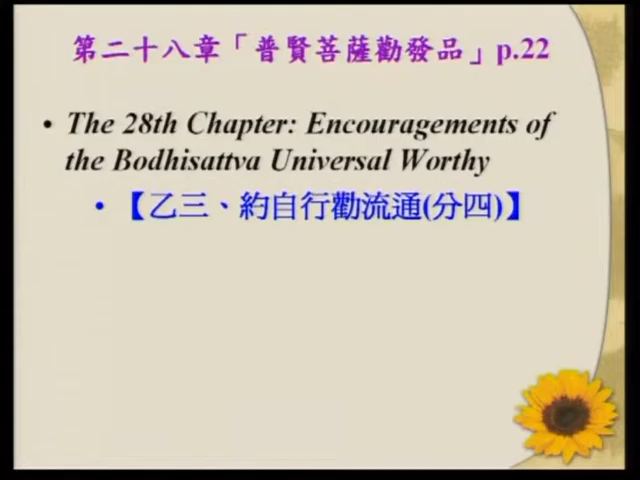 第二十八章「普賢菩薩勸發品」p.22
• The 28th Chapter: Encouragements of
the Bodhisattva Universal Worthy
• 【乙三、約自行勸流通(分四)】